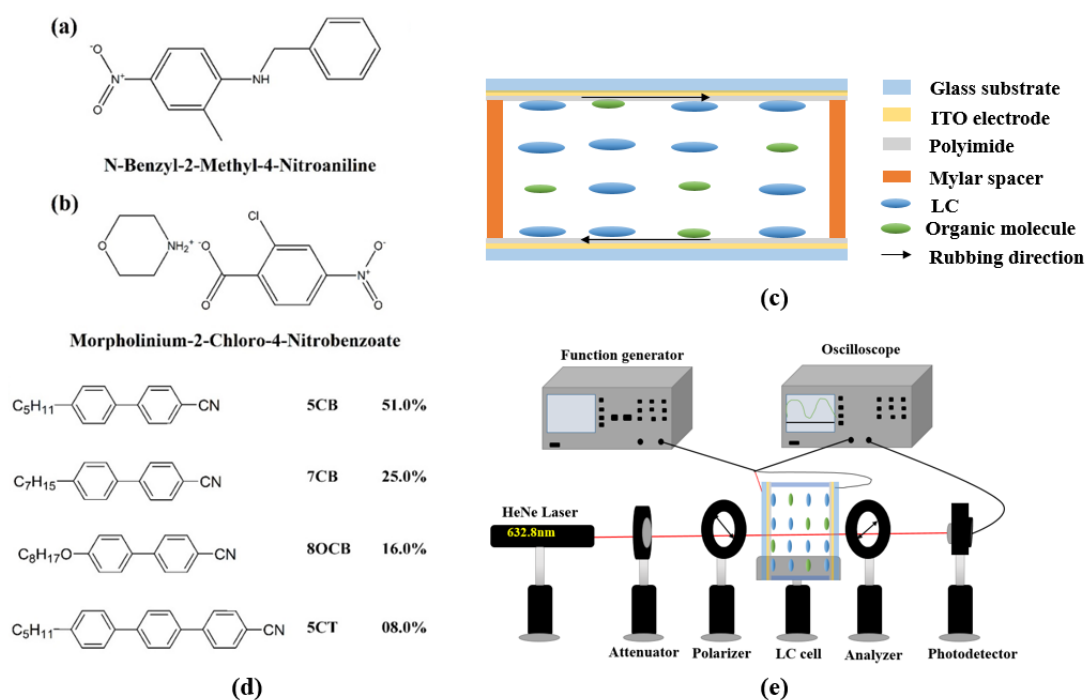 (a)
-O
N+
O
NH
N-Benzyl-2-Methyl-4-Nitroaniline
(b)
O
NH2+
-O
O
Cl
O-
N+
O
Morpholinium-2-Chloro-4-Nitrobenzoate
C5H11 CN 5CB 51.0%
C7H15 CN 7CB 25.0%
C8H17O CN 8OCB 16.0%
C5H11 CN 5CT 08.0%
(d)
Glass substrate
ITO electrode
Polyimide
Mylar spacer
LC
Organic molecule
Rubbing direction
(c)
Function generator
Oscilloscope
HeNe Laser
632.8nm
Attenuator
Polarizer
LC cell
Analyzer
Photodetector
(e)